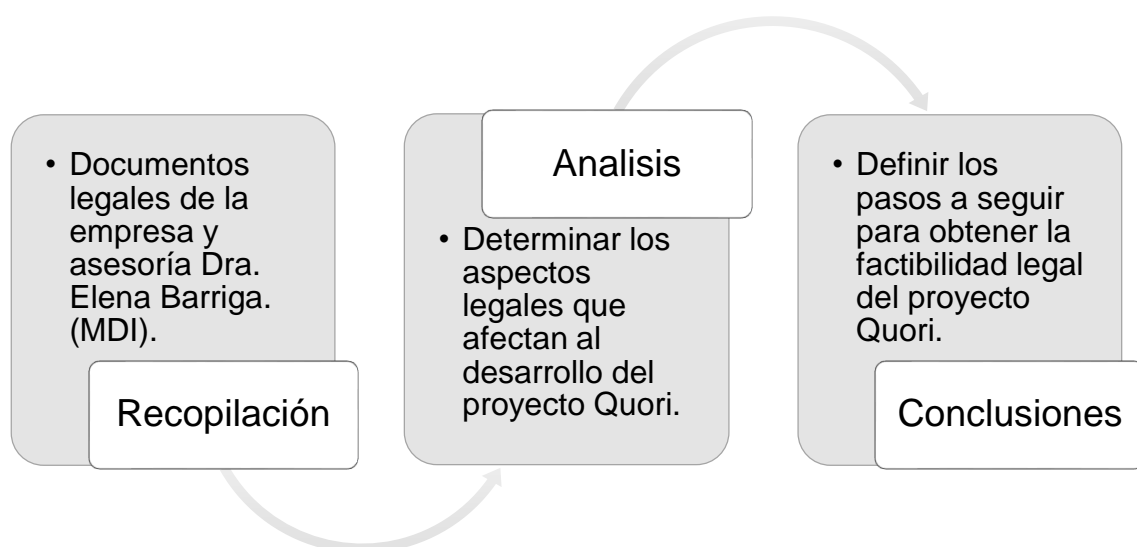 • Documentos
legales de la
empresa y
asesoría Dra.
Elena Barriga.
(MDI).
Recopilación
Analisis
• Determinar los
aspectos
legales que
afectan al
desarrollo del
proyecto Quori.
• Definir los
pasos a seguir
para obtener la
factibilidad legal
del proyecto
Quori.
Conclusiones